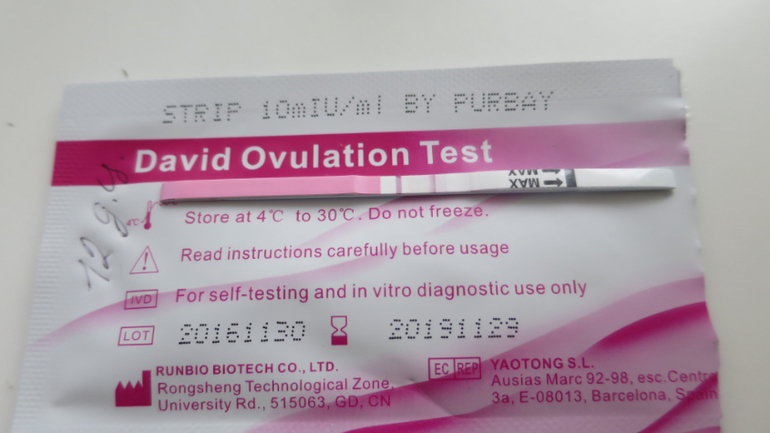 STRIP 10mIU/ml BY PURBAY
David Ovulation Test
MAX
MAX
Store at 4℃ to 30℃. Do not freeze.
Read instructions carefully before usage
IVD
For self-testing and in vitro diagnostic use only
LOT 20161130 20191129
RUNBIO BIOTECH CO., LTD.
Rongsheng Technological Zone,
University Rd., 515063, GD, CN
EC REP
YAOTONG S.L.
Ausias Marc 92-98, esc. Centro
3a, E-08013, Barcelona, Spain